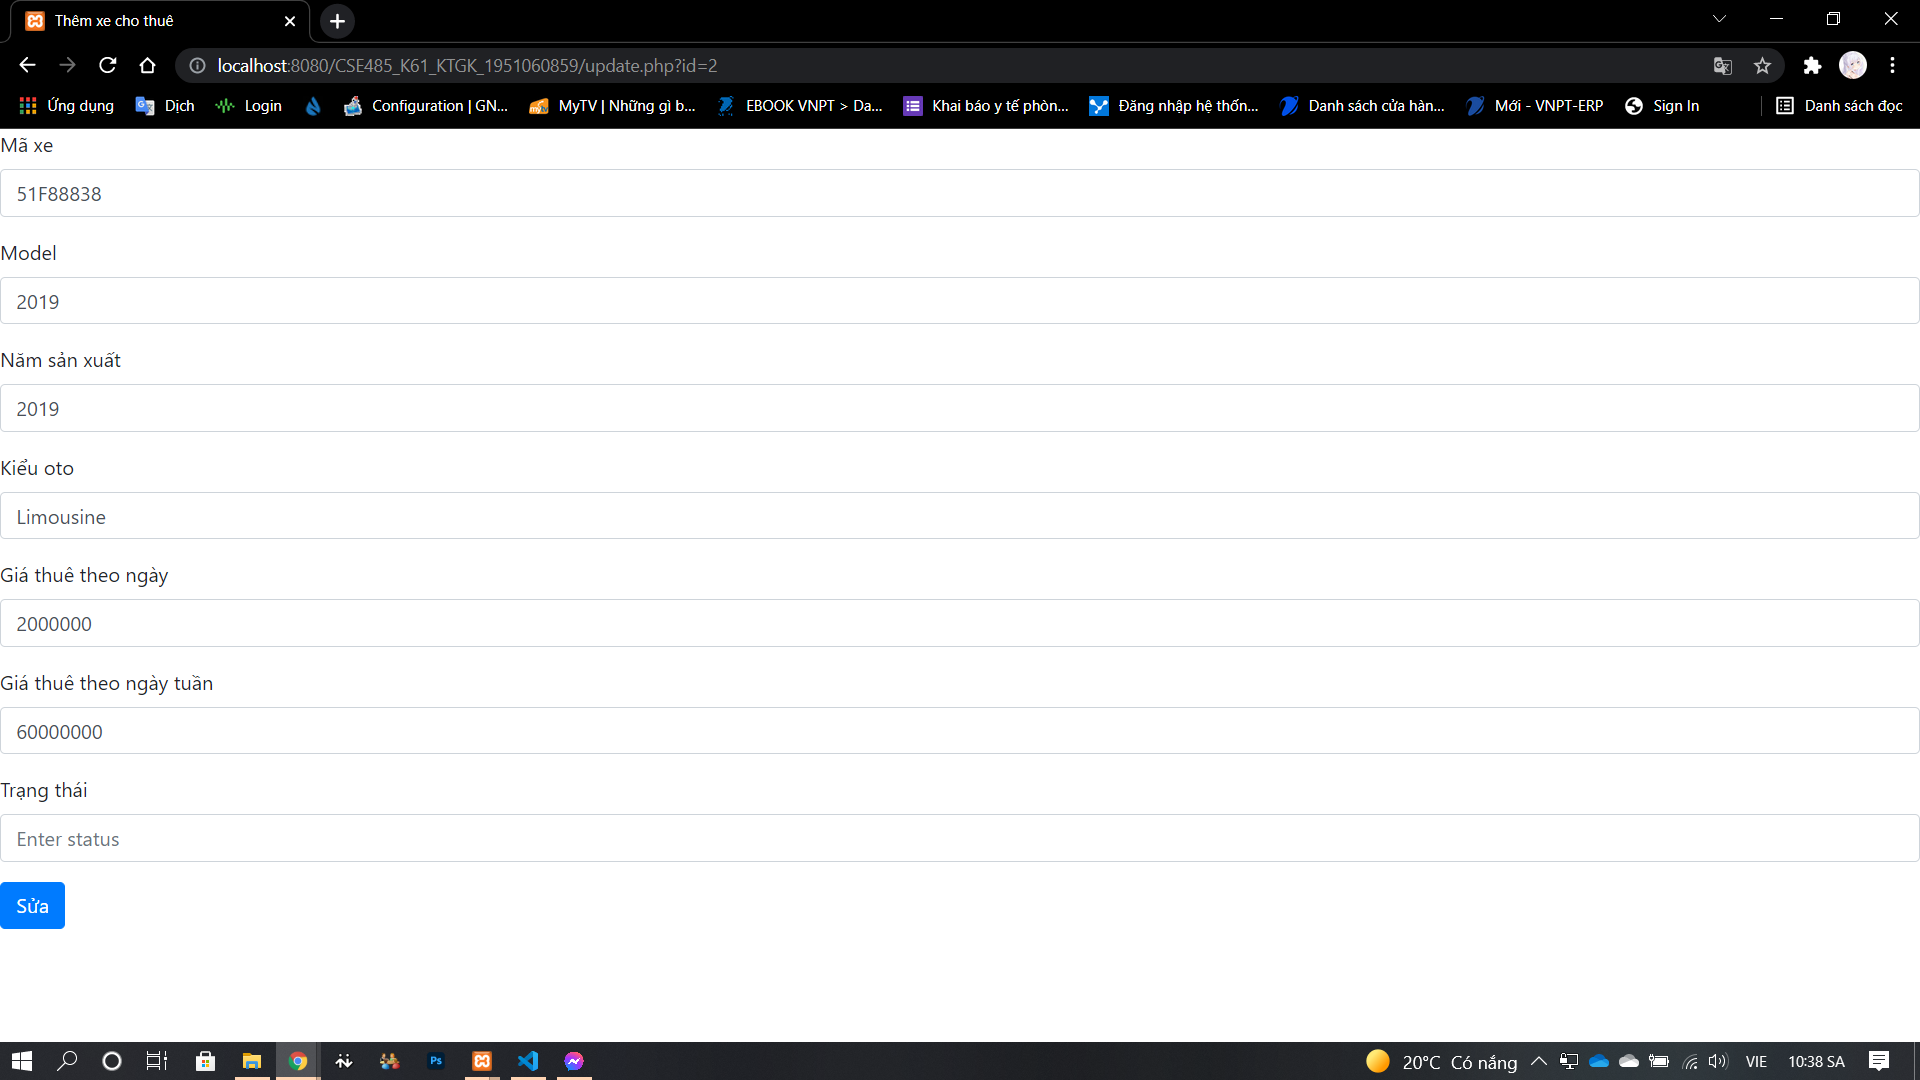 Thêm xe cho thuê
localhost:8080/CSE485_K61_KTGK_1951060859/update.php?id=2
Ứng dụng Dịch Login Configuration | GN... MyTV | Những gì b... EBOOK VNPT > Da... Khai báo y tế phòn... Đăng nhập hệ thốn... Danh sách cửa hàn... Mới - VNPT-ERP Sign In Danh sách đọc
Mã xe
51F88838
Model
2019
Năm sản xuất
2019
Kiểu oto
Limousine
Giá thuê theo ngày
2000000
Giá thuê theo ngày tuần
60000000
Trạng thái
Enter status
Sửa
Ps 20°C Có nắng VIE 10:38 SA